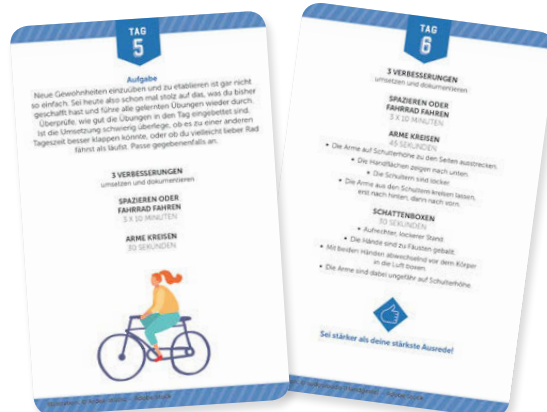 TAG
5
Aufgabe
Neue Gewohnheiten einzuüben und zu etablieren ist gar nicht
so einfach. Sei heute also schon mal stolz auf das, was du bisher
geschafft hast und führe alle gelernten Übungen wieder durch.
Überprüfe, wie gut die Übungen in den Tag eingebettet sind.
Ist die Umsetzung schwierig überlege, ob es zu einer anderen
Tageszeit besser klappen könnte, oder ob du vielleicht lieber Rad
fährst als läufst. Passe gegebenenfalls an.
3 VERBESSERUNGEN
umsetzen und dokumentieren
SPAZIEREN ODER
FAHRRAD FAHREN
3 X 10 MINUTEN
ARME KREISEN
30 SEKUNDEN
TAG
6
3 VERBESSERUNGEN
umsetzen und dokumentieren
SPAZIEREN ODER
FAHRRAD FAHREN
3 X 10 MINUTEN
ARME KREISEN
45 SEKUNDEN
• Die Arme auf Schulterhöhe zu den Seiten ausstrecken.
• Die Handflächen zeigen nach unten.
• Die Schultern sind locker.
• Die Arme aus den Schultern kreisen lassen,
erst nach hinten, dann nach vorn.
SCHATTENBOXEN
30 SEKUNDEN
• Aufrechter, lockerer Stand.
• Die Hände sind zu Fäusten geballt.
• Mit beiden Händen abwechselnd vor dem Körper
in die Luft boxen.
• Die Arme sind dabei ungefähr auf Schulterhöhe.
Sei stärker als deine stärkste Ausrede!